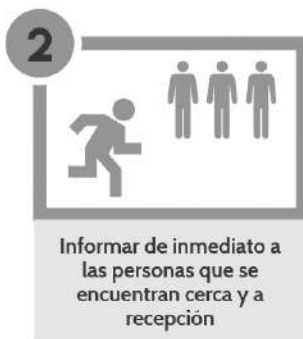 2
Informar de inmediato a
las personas que se
encuentran cerca y a
recepción